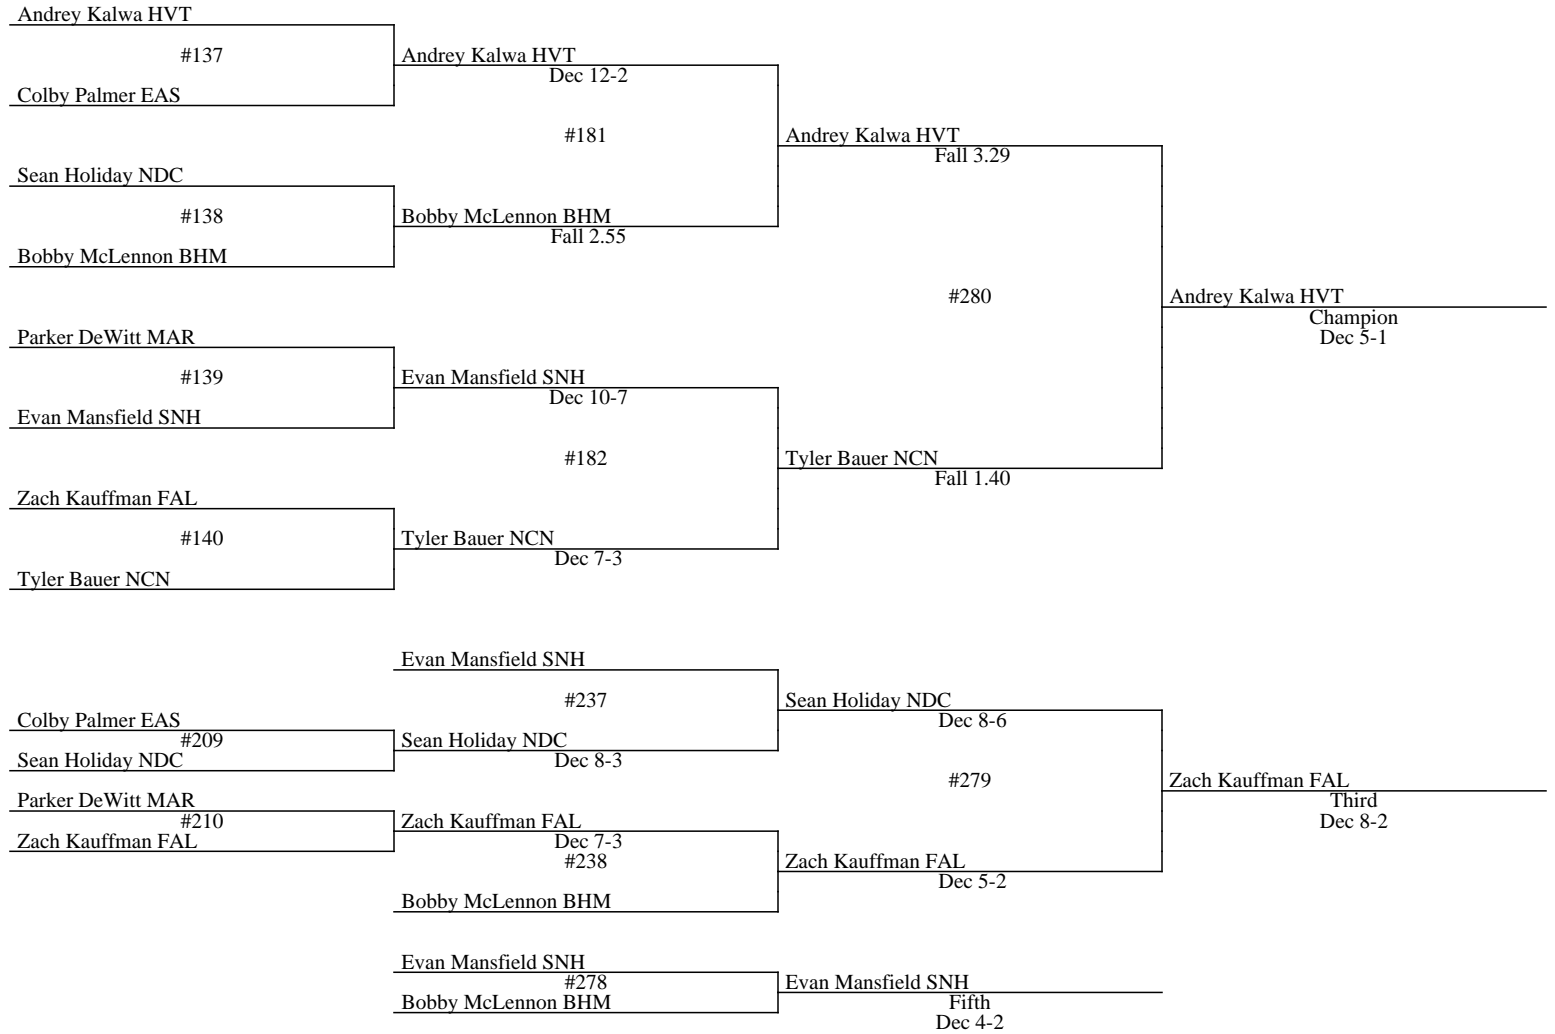 Andrey Kalwa HVT
#137
Andrey Kalwa HVT
Dec 12-2
Colby Palmer EAS
#181
Andrey Kalwa HVT
Fall 3.29
Sean Holiday NDC
#138
Bobby McLennon BHM
Fall 2.55
Bobby McLennon BHM
#280
Andrey Kalwa HVT
Champion
Dec 5-1
Parker DeWitt MAR
#139
Evan Mansfield SNH
Dec 10-7
Evan Mansfield SNH
#182
Tyler Bauer NCN
Fall 1.40
Zach Kauffman FAL
#140
Tyler Bauer NCN
Dec 7-3
Tyler Bauer NCN
Evan Mansfield SNH
#237
Sean Holiday NDC
Dec 8-6
Colby Palmer EAS
#209
Sean Holiday NDC
Dec 8-3
Sean Holiday NDC
#279
Zach Kauffman FAL
Third
Dec 8-2
Parker DeWitt MAR
#210
Zach Kauffman FAL
Dec 7-3
Zach Kauffman FAL
#238
Zach Kauffman FAL
Dec 5-2
Bobby McLennon BHM
Evan Mansfield SNH
#278
Evan Mansfield SNH
Fifth
Dec 4-2
Bobby McLennon BHM